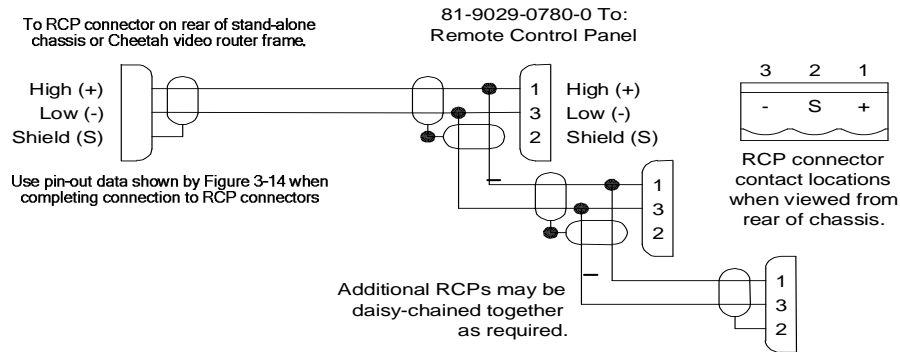 To RCP connector on rear of stand-alone
chassis or Cheetah video router frame.
81-9029-0780-0 To:
Remote Control Panel
High (+)
Low (-)
Shield (S)
1
3
2
High (+)
Low (-)
Shield (S)
3 2 1
- S +
RCP connector
contact locations
when viewed from
rear of chassis.
Use pin-out data shown by Figure 3-14 when
completing connection to RCP connectors
1
3
2
Additional RCPs may be
daisy-chained together
as required.
1
3
2